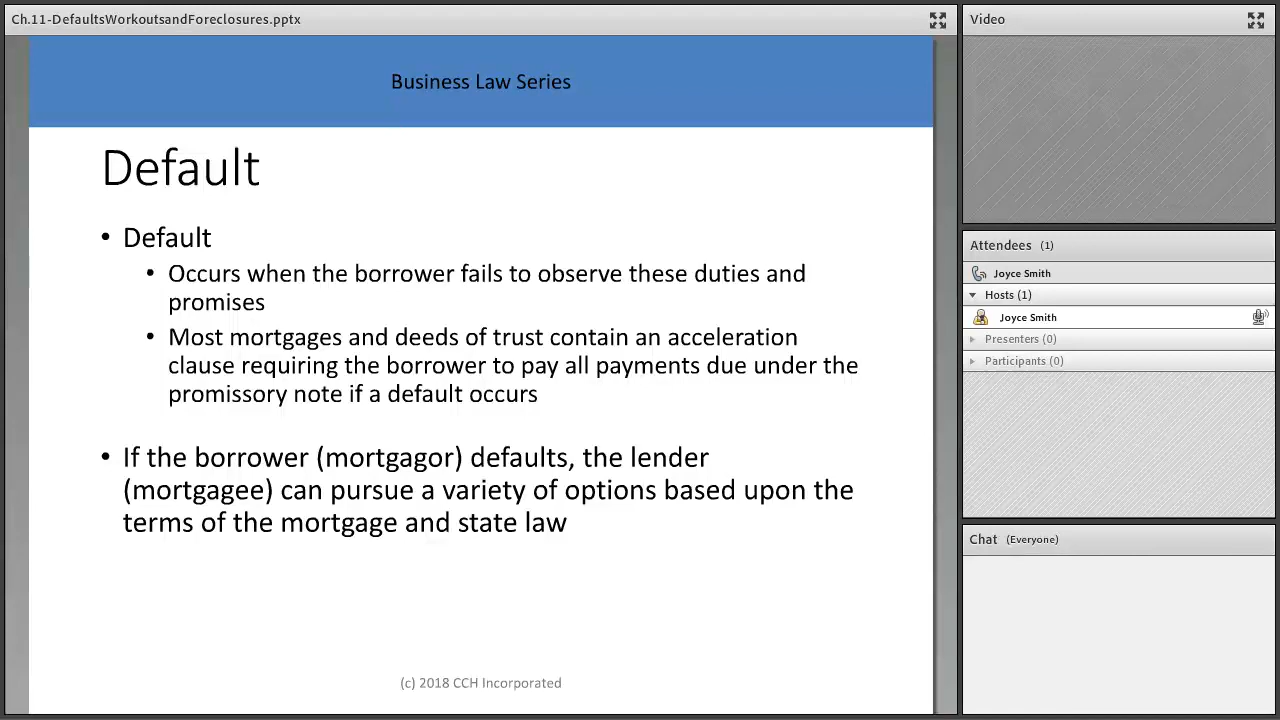 Ch.11-DefaultsWorkoutsandForeclosures.pptx
Business Law Series
Default
• Default
• Occurs when the borrower fails to observe these duties and
promises
• Most mortgages and deeds of trust contain an acceleration
clause requiring the borrower to pay all payments due under the
promissory note if a default occurs
• If the borrower (mortgagor) defaults, the lender
(mortgagee) can pursue a variety of options based upon the
terms of the mortgage and state law
(c) 2018 CCH Incorporated
Video
Attendees (1)
Joyce Smith
Hosts (1)
Joyce Smith
Presenters (0)
Participants (0)
Chat (Everyone)